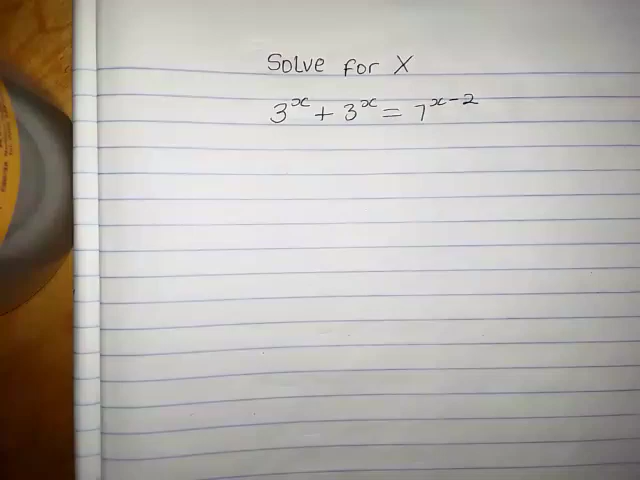 Solve for X
3^x + 3^x = 7^x-2